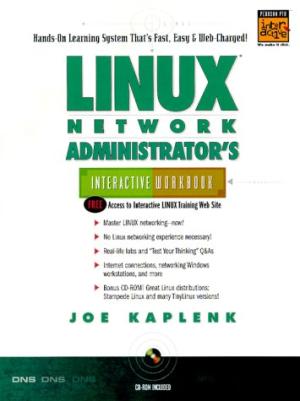 Hands-On Learning System That's Fast, Easy & Web-Charged!
PEARSON PTR
inter
active
We make it click.
LINUX
NETWORK
ADMINISTRATOR'S
INTERACTIVE WORKBOOK
FREE Access to Interactive LINUX Training Web Site
Master LINUX networking—now!
No Linux networking experience necessary!
Real-life labs and "Test Your Thinking" Q&As
Internet connections, networking Windows
workstations, and more
Bonus CD-ROM! Great Linux distributions:
Stampede Linux and many TinyLinux versions!
JOE KAPLENK
DNS DNS DNS
CD-ROM INCLUDED